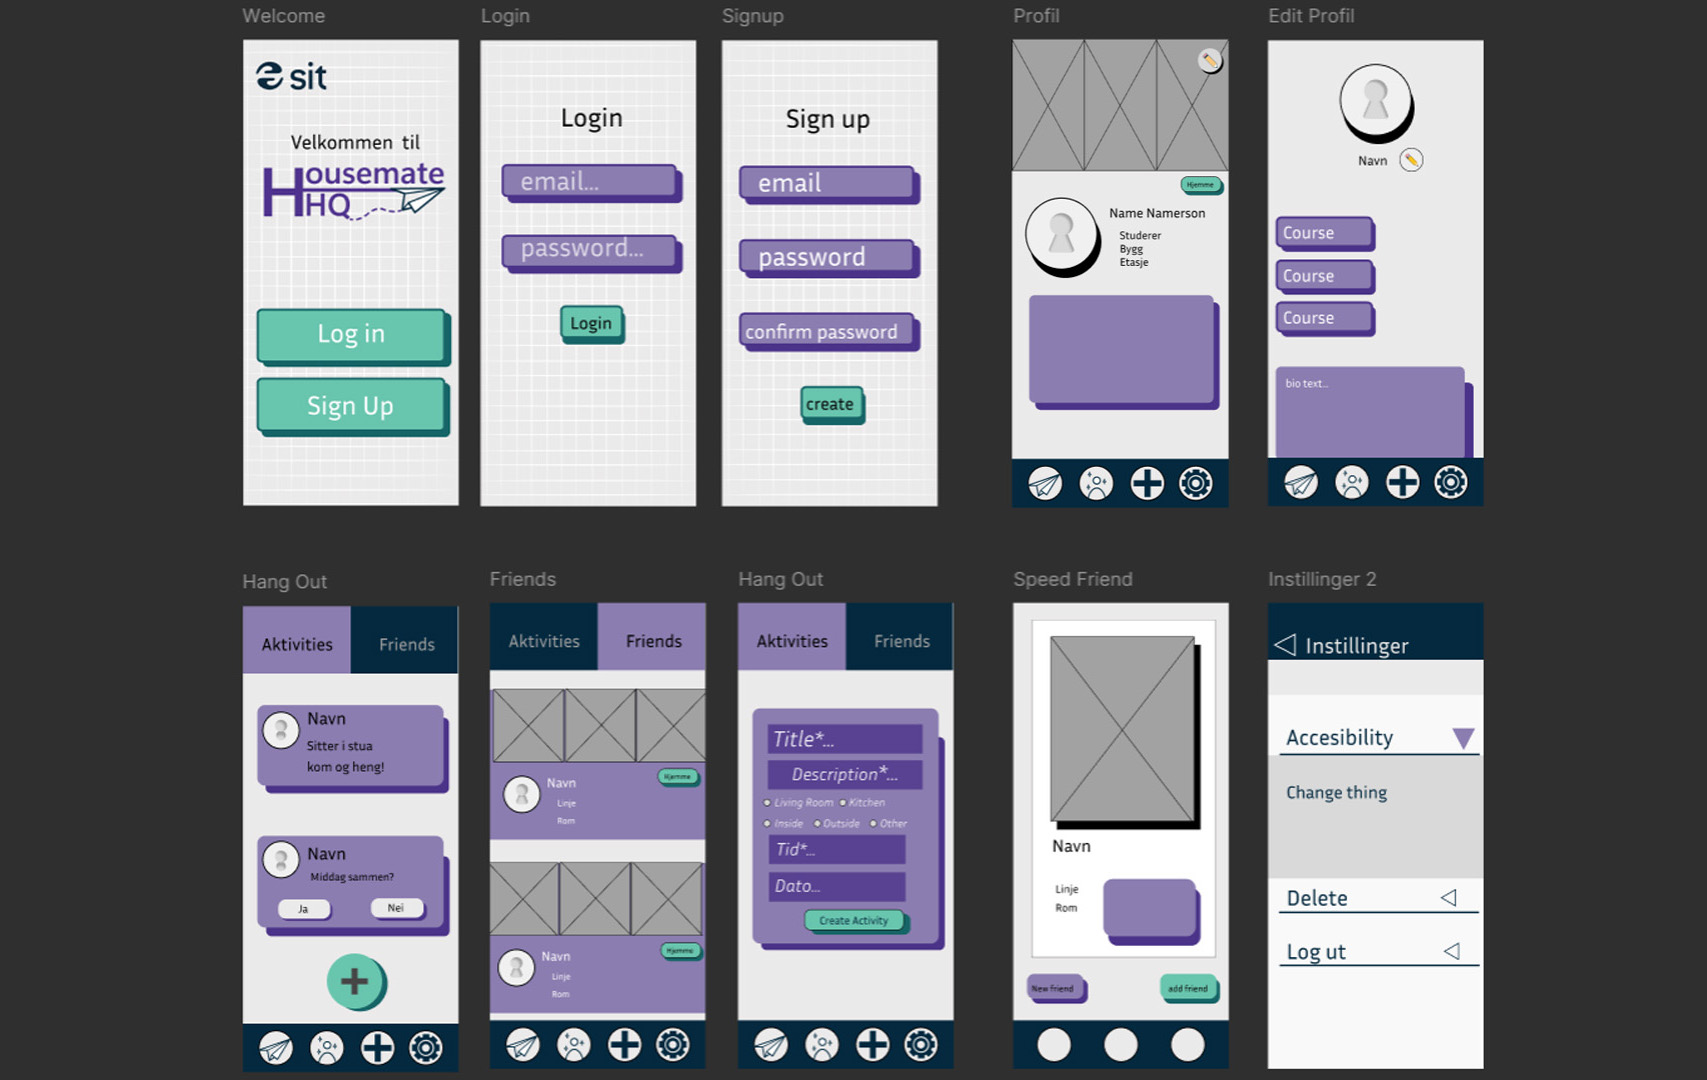 Welcome
Login
Signup
Profil
Edit Profil
sit
Velkommen til
Housemate
HQ
Log in
Sign Up
Login
email...
password...
Login
Sign up
email
password
confirm password
create
Hjemme
Name Namerson
Studerer
Bygg
Etasje
Navn
Course
Course
Course
bio text..
Hang Out
Friends
Hang Out
Speed Friend
Instillinger 2
Aktivities
Friends
Navn
Sitter i stua
kom og heng!
Navn
Middag sammen?
Ja
Nei
Aktivities
Friends
Hjemme
Navn
Linje
Rom
Hjemme
Navn
Linje
Rom
Aktivities
Friends
Title*...
Description*...
Living Room
Kitchen
Inside
Outside
Other
Tid*...
Dato...
Create Activity
Navn
Linje
Rom
New friend
add friend
Instillinger
Accesibility
Change thing
Delete
Log ut